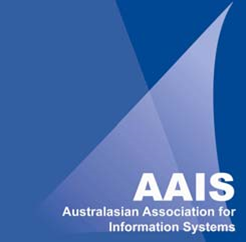 AAIS
Australasian Association for
Information Systems